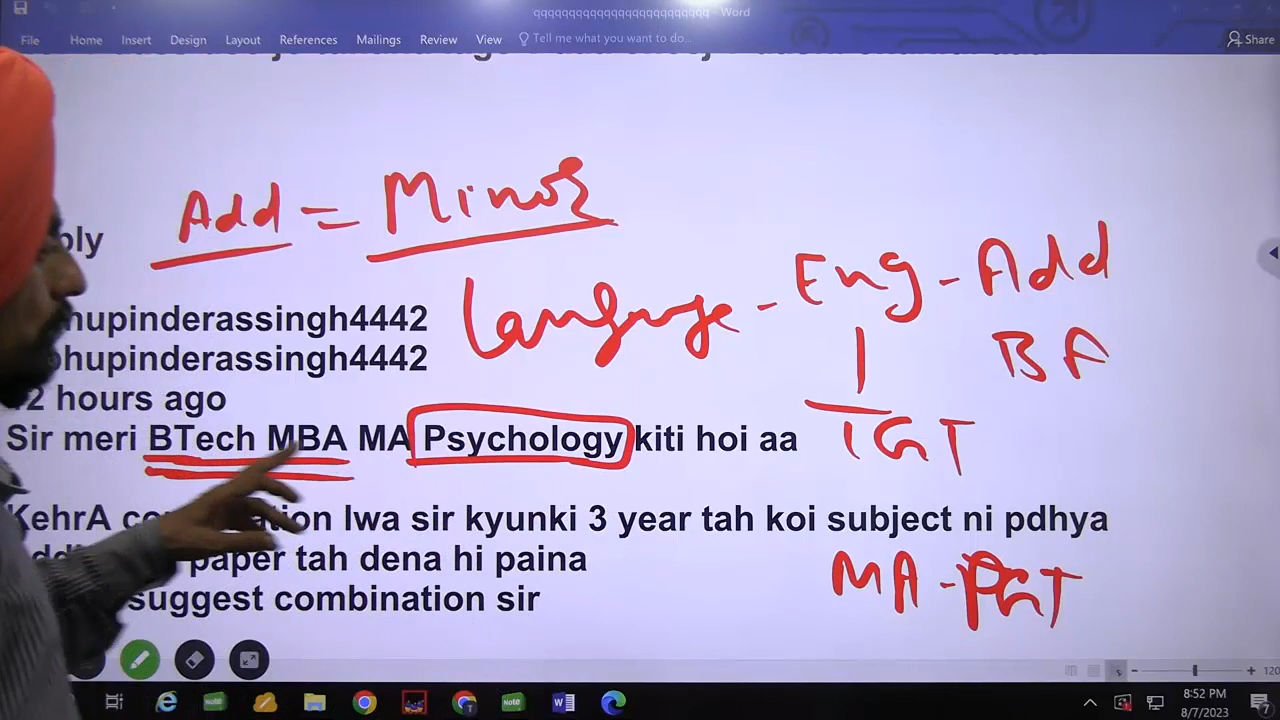 qqqqqqqqqqqqqqqqqqqqqqqqq - Word
File Home Insert Design Layout References Mailings Review View Tell me what you want to do... Share
Add = Minor
ply
Language - Eng - Add
BA
hupinderassingh4442
hupinderassingh4442
2 hours ago
TGT
Sir meri BTech MBA MA Psychology kiti hoi aa
KehrA lwa sir kyunki 3 year tah koi subject ni pdhya
paper tah dena hi paina
MA - PGT
suggest combination sir
120
8:52 PM
8/7/2023